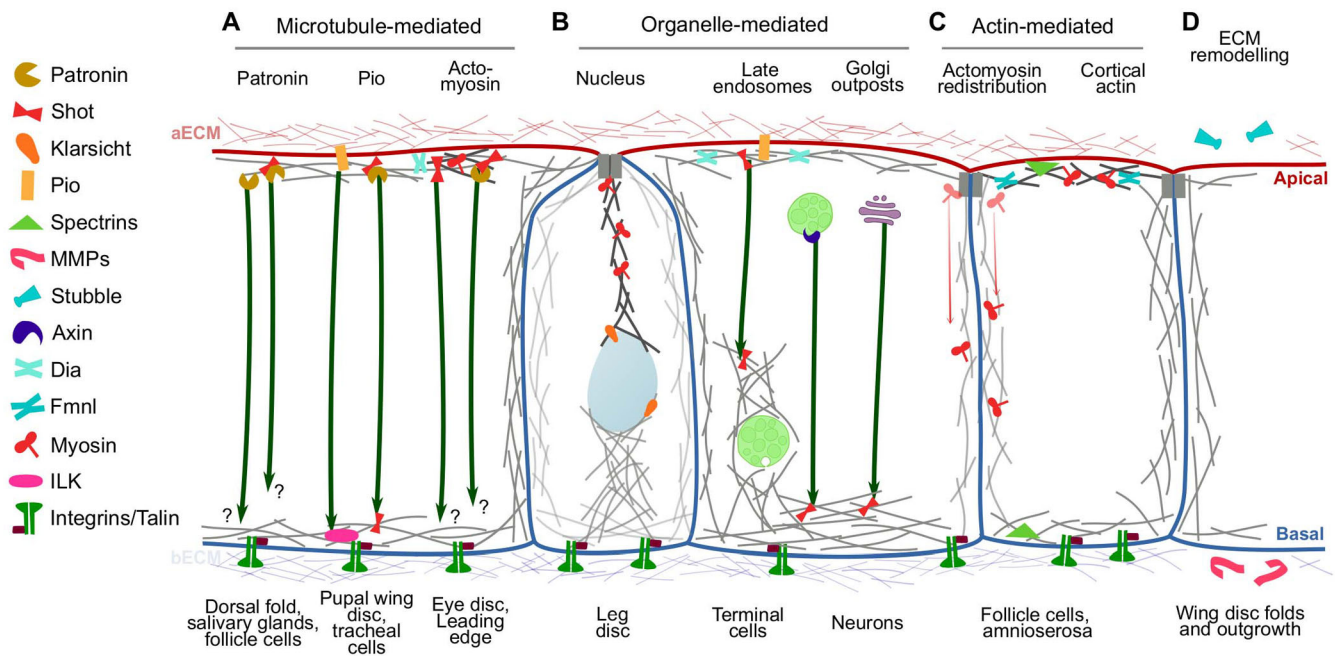 A
Microtubule-mediated
B
Organelle-mediated
C
Actin-mediated
D
ECM
remodelling
Patronin
Pio
Acto-
myosin
Nucleus
Late
endosomes
Golgi
outposts
Actomyosin
redistribution
Cortical
actin
Patronin
Shot
Klarsicht
Pio
Spectrins
MMPs
Stubble
Axin
Dia
Fmnl
Myosin
ILK
Integrins/Talin
aECM
Apical
?
?
?
?
bECM
Basal
Dorsal fold,
salivary glands,
follicle cells
Pupal wing
disc,
tracheal
cells
Eye disc,
Leading
edge
Leg
disc
Terminal
cells
Neurons
Follicle cells,
amnioserosa
Wing disc folds
and outgrowth